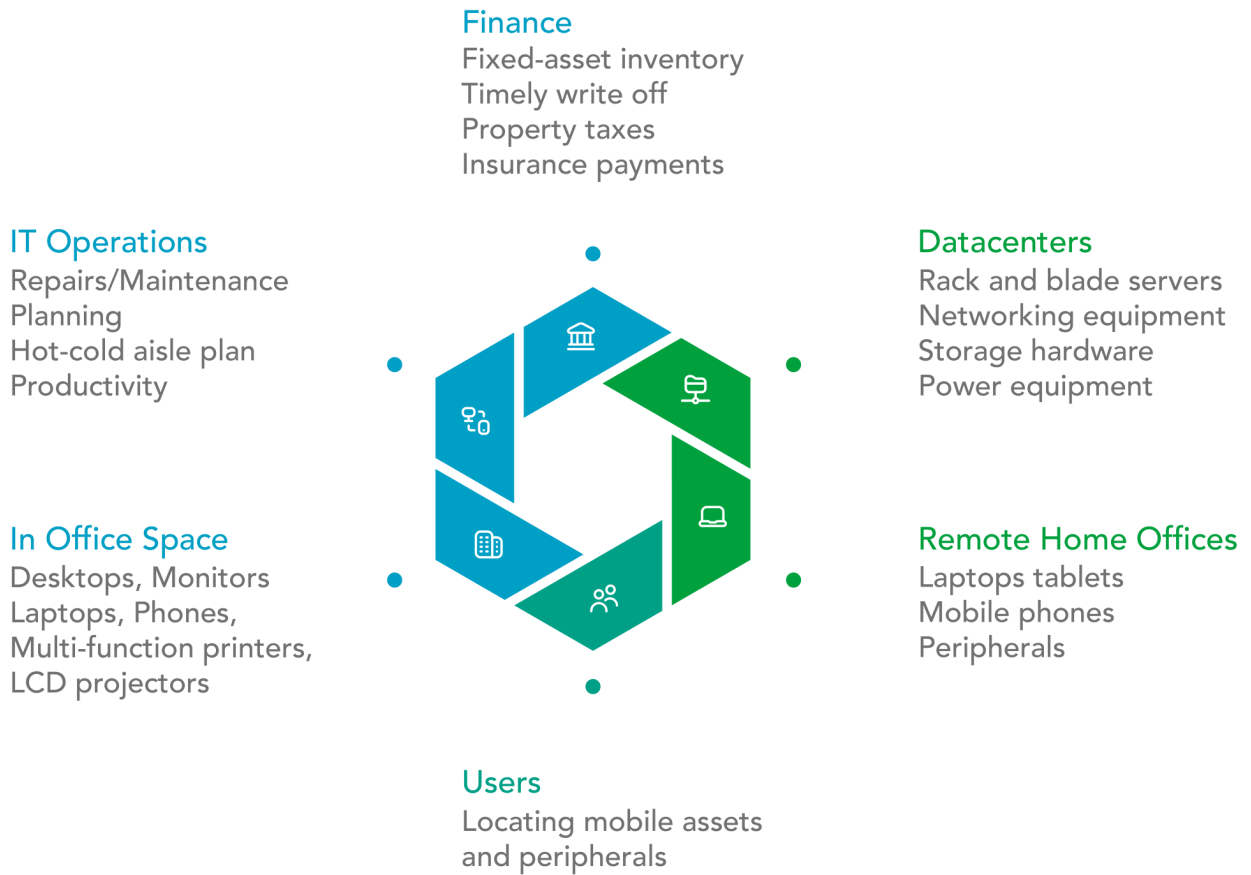 Finance
Fixed-asset inventory
Timely write off
Property taxes
Insurance payments
IT Operations
Repairs/Maintenance
Planning
Hot-cold aisle plan
Productivity
Datacenters
Rack and blade servers
Networking equipment
Storage hardware
Power equipment
In Office Space
Desktops, Monitors
Laptops, Phones,
Multi-function printers,
LCD projectors
Remote Home Offices
Laptops tablets
Mobile phones
Peripherals
Users
Locating mobile assets
and peripherals